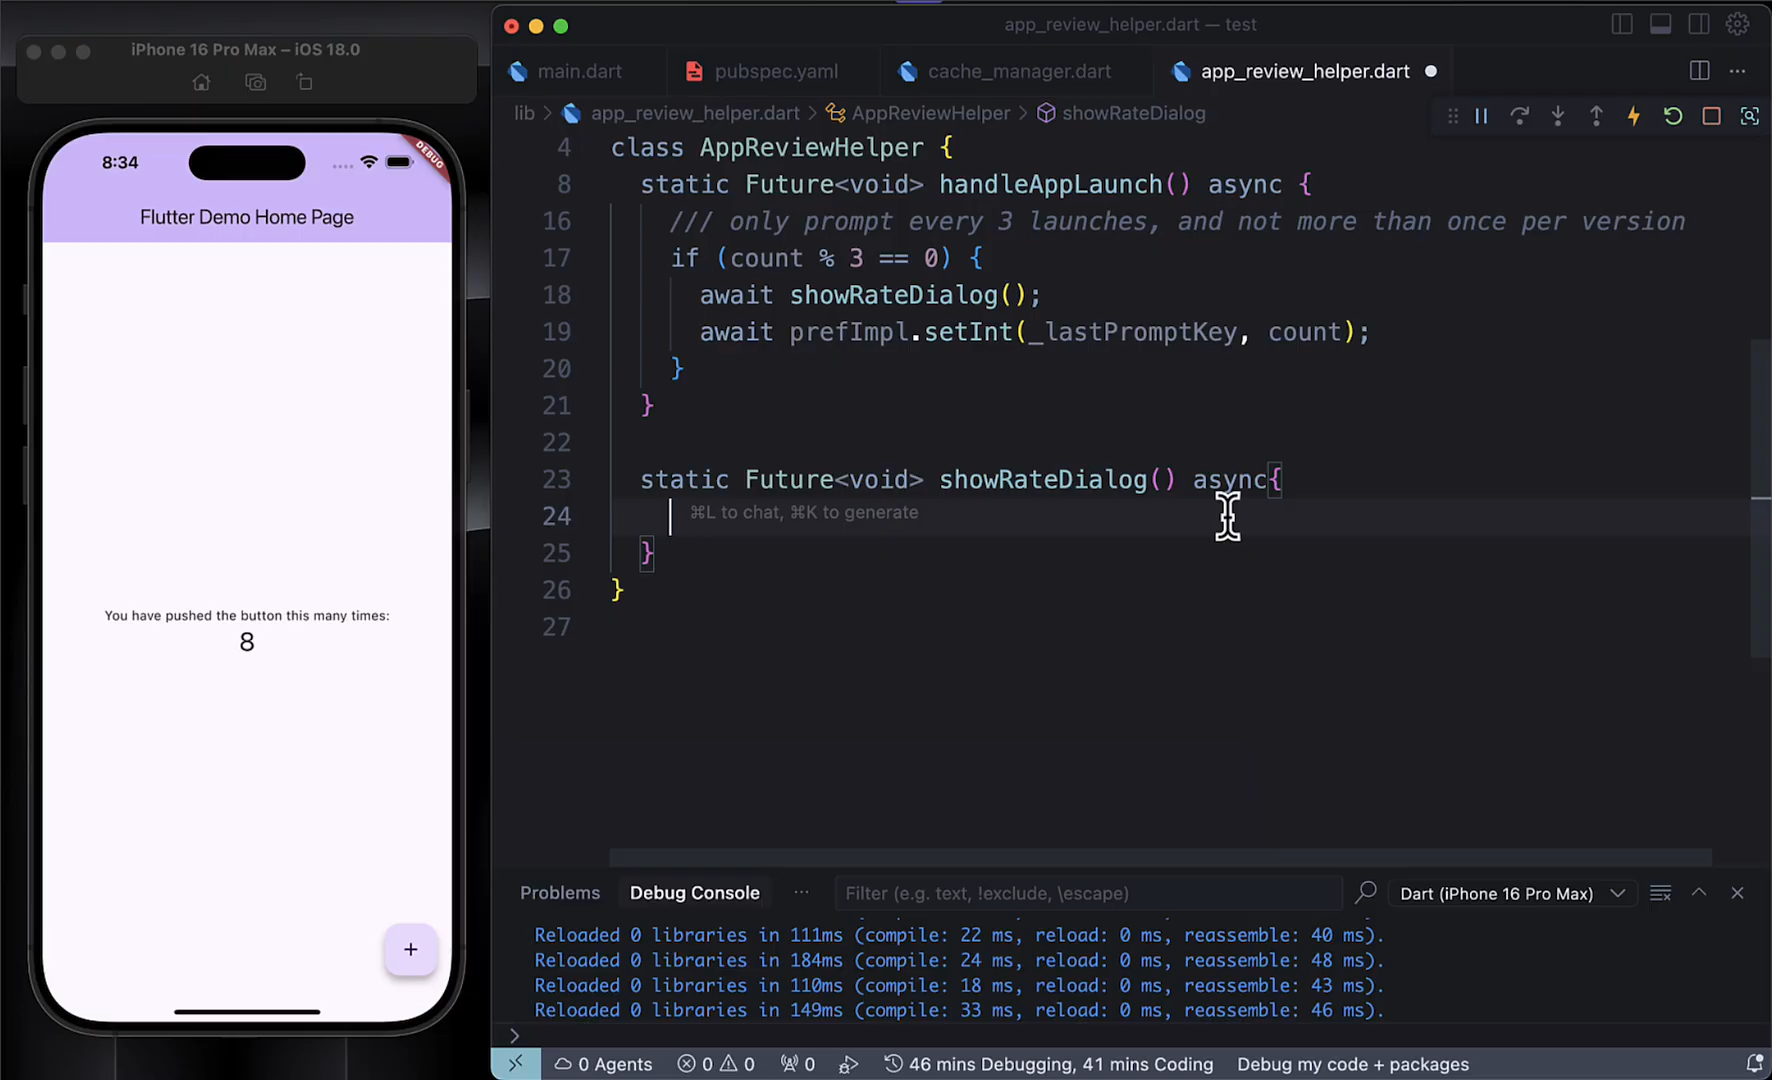 iPhone 16 Pro Max – iOS 18.0
8:34
DEBUG
Flutter Demo Home Page
You have pushed the button this many times:
8
+
app_review_helper.dart — test
main.dart
pubspec.yaml
cache_manager.dart
app_review_helper.dart
lib > app_review_helper.dart > AppReviewHelper > showRateDialog
4 class AppReviewHelper {
8 static Future<void> handleAppLaunch() async {
16 /// only prompt every 3 launches, and not more than once per version
17 if (count % 3 == 0) {
18 await showRateDialog();
19 await prefImpl.setInt(_lastPromptKey, count);
20 }
21 }
22
23 static Future<void> showRateDialog() async{
24 ⌘L to chat, ⌘K to generate
25 }
26 }
27
Problems Debug Console ··· Filter (e.g. text, !exclude, \escape) Dart (iPhone 16 Pro Max)
Reloaded 0 libraries in 111ms (compile: 22 ms, reload: 0 ms, reassemble: 40 ms).
Reloaded 0 libraries in 184ms (compile: 24 ms, reload: 0 ms, reassemble: 48 ms).
Reloaded 0 libraries in 110ms (compile: 18 ms, reload: 0 ms, reassemble: 43 ms).
Reloaded 0 libraries in 149ms (compile: 33 ms, reload: 0 ms, reassemble: 46 ms).
>
0 Agents 0 0 0 46 mins Debugging, 41 mins Coding Debug my code + packages